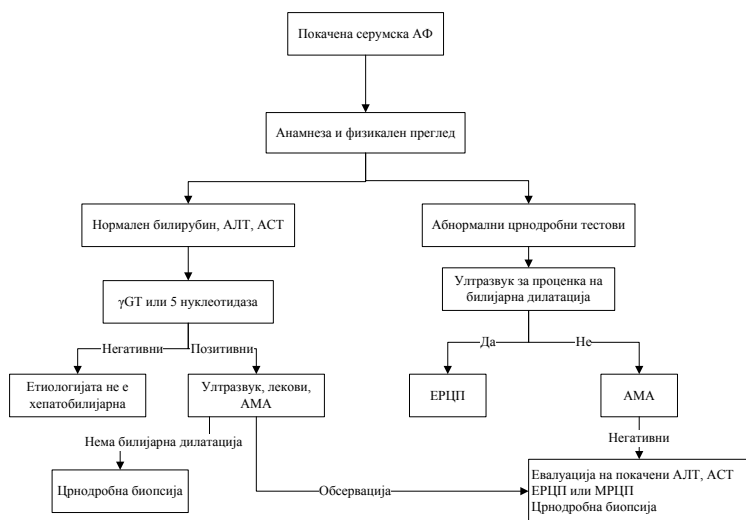 Покачена серумска АФ
Анамнеза и физикален преглед
Нормален билирубин, АЛТ, АСТ
Абнормални црнодробни тестови
γGT или 5 нуклеотидаза
Ултразвук за проценка на
билијарна дилатација
Негативни
Позитивни
Да
Не
Етиологијата не е
хепатобилијарна
Ултразвук, лекови,
АМА
ЕРЦП
АМА
Нема билијарна дилатација
Негативни
Црнодробна биопсија
Обсервација
Евалуација на покачени АЛТ, АСТ
ЕРЦП или МРЦП
Црнодробна биопсија